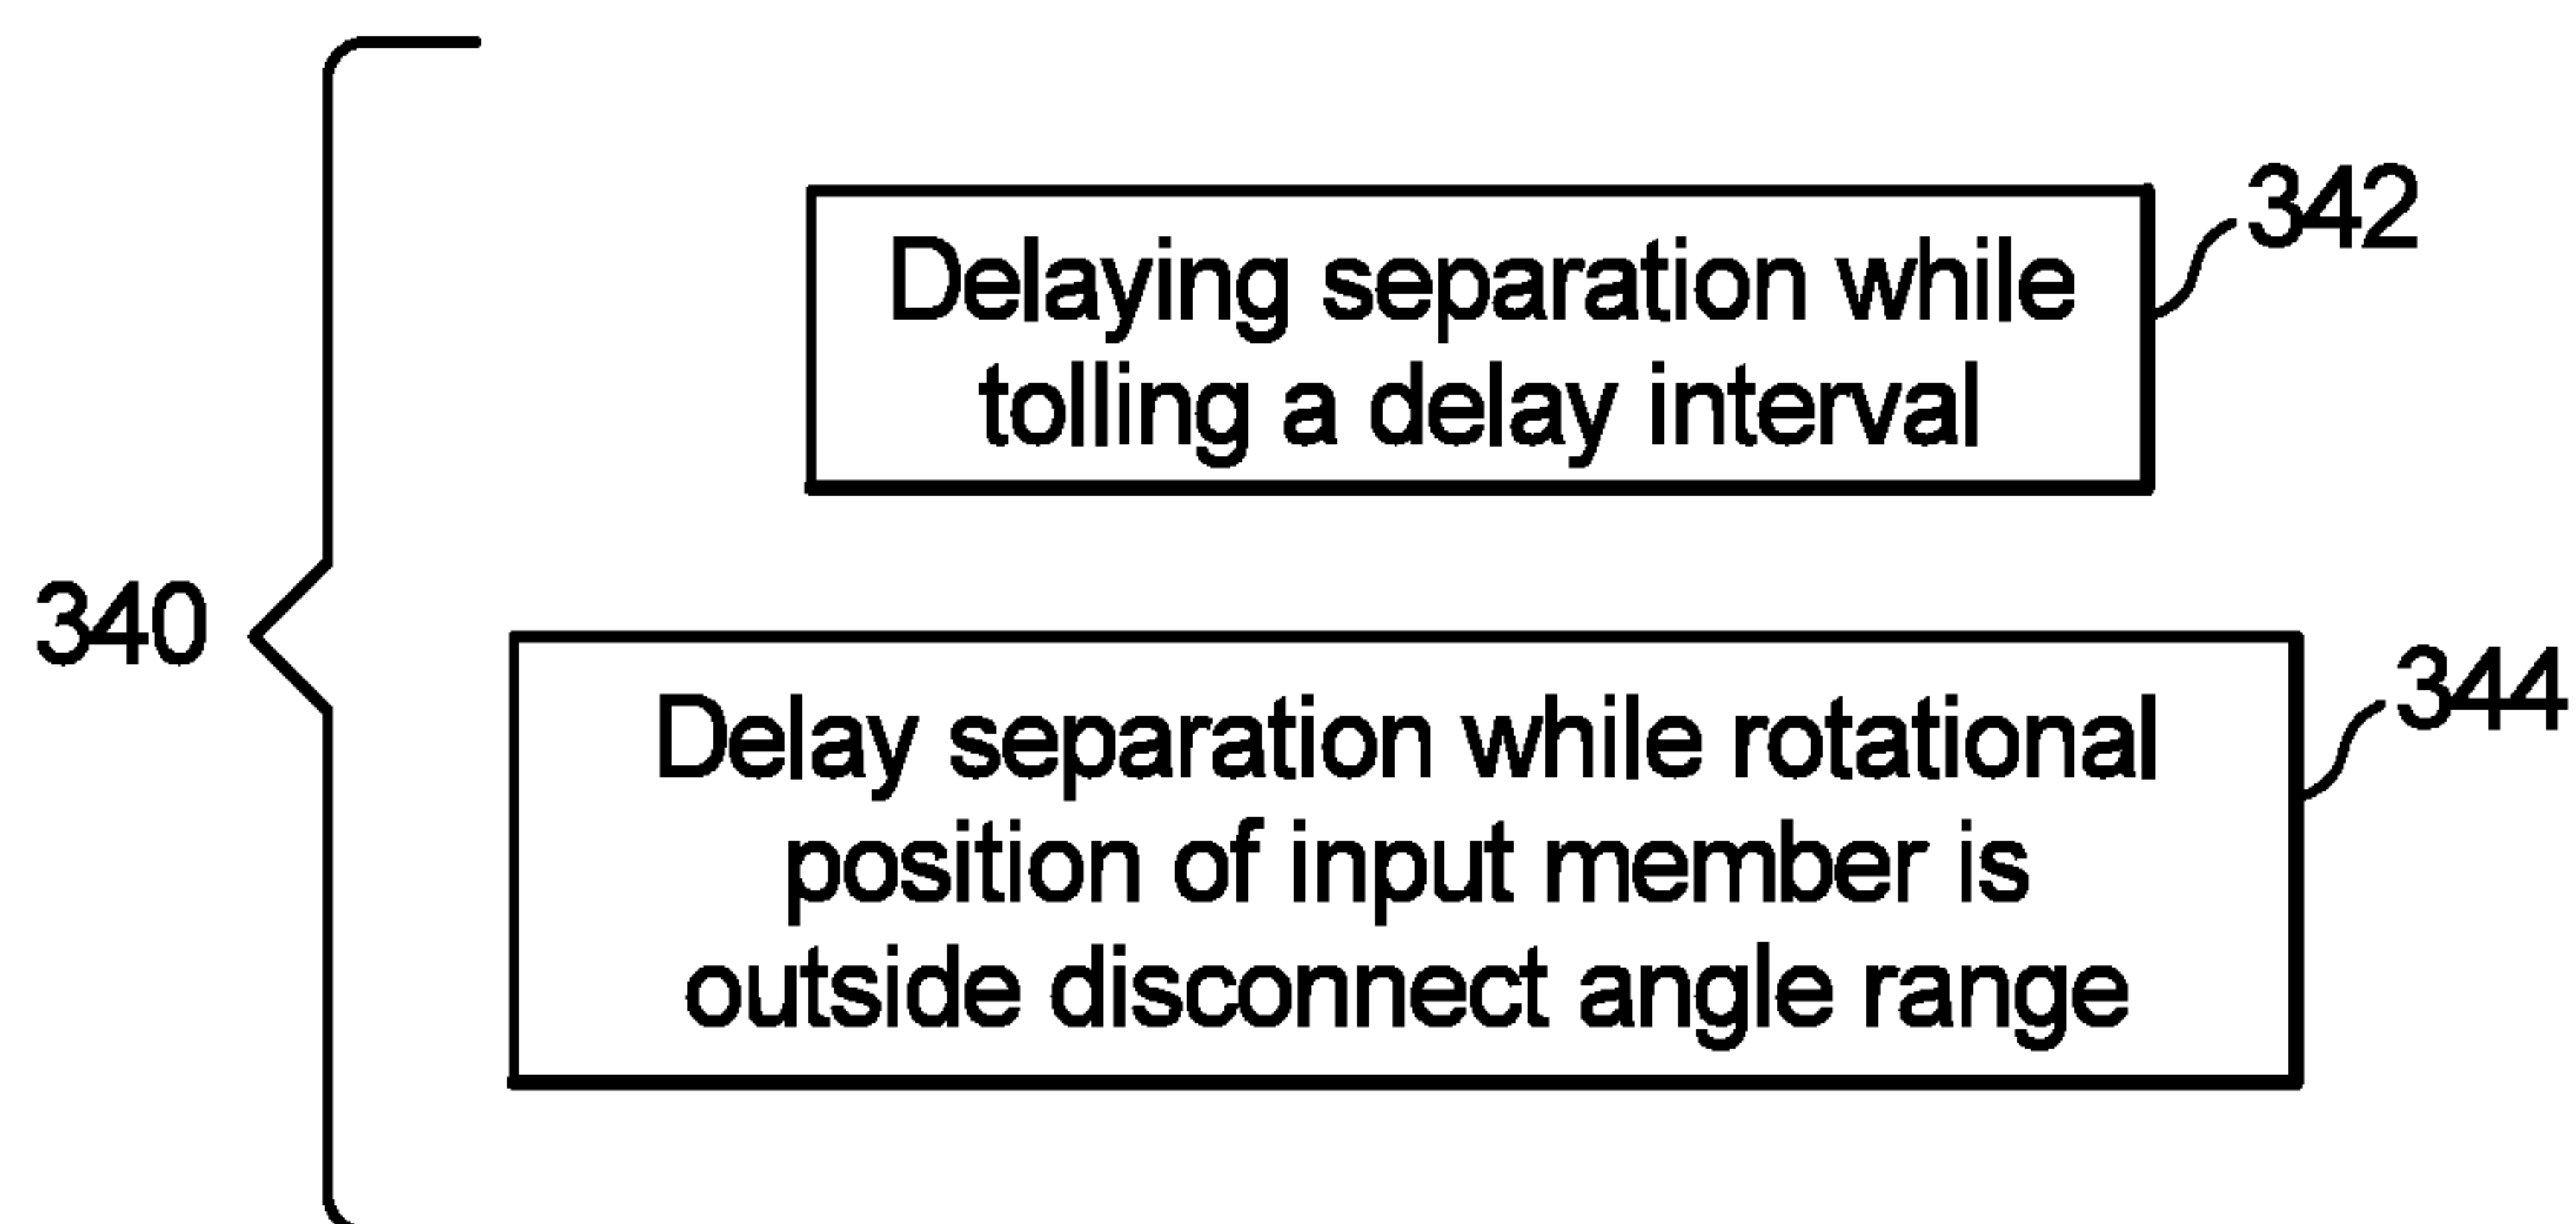 342
Delaying separation while
tolling a delay interval
340
344
Delay separation while rotational
position of input member is
outside disconnect angle range